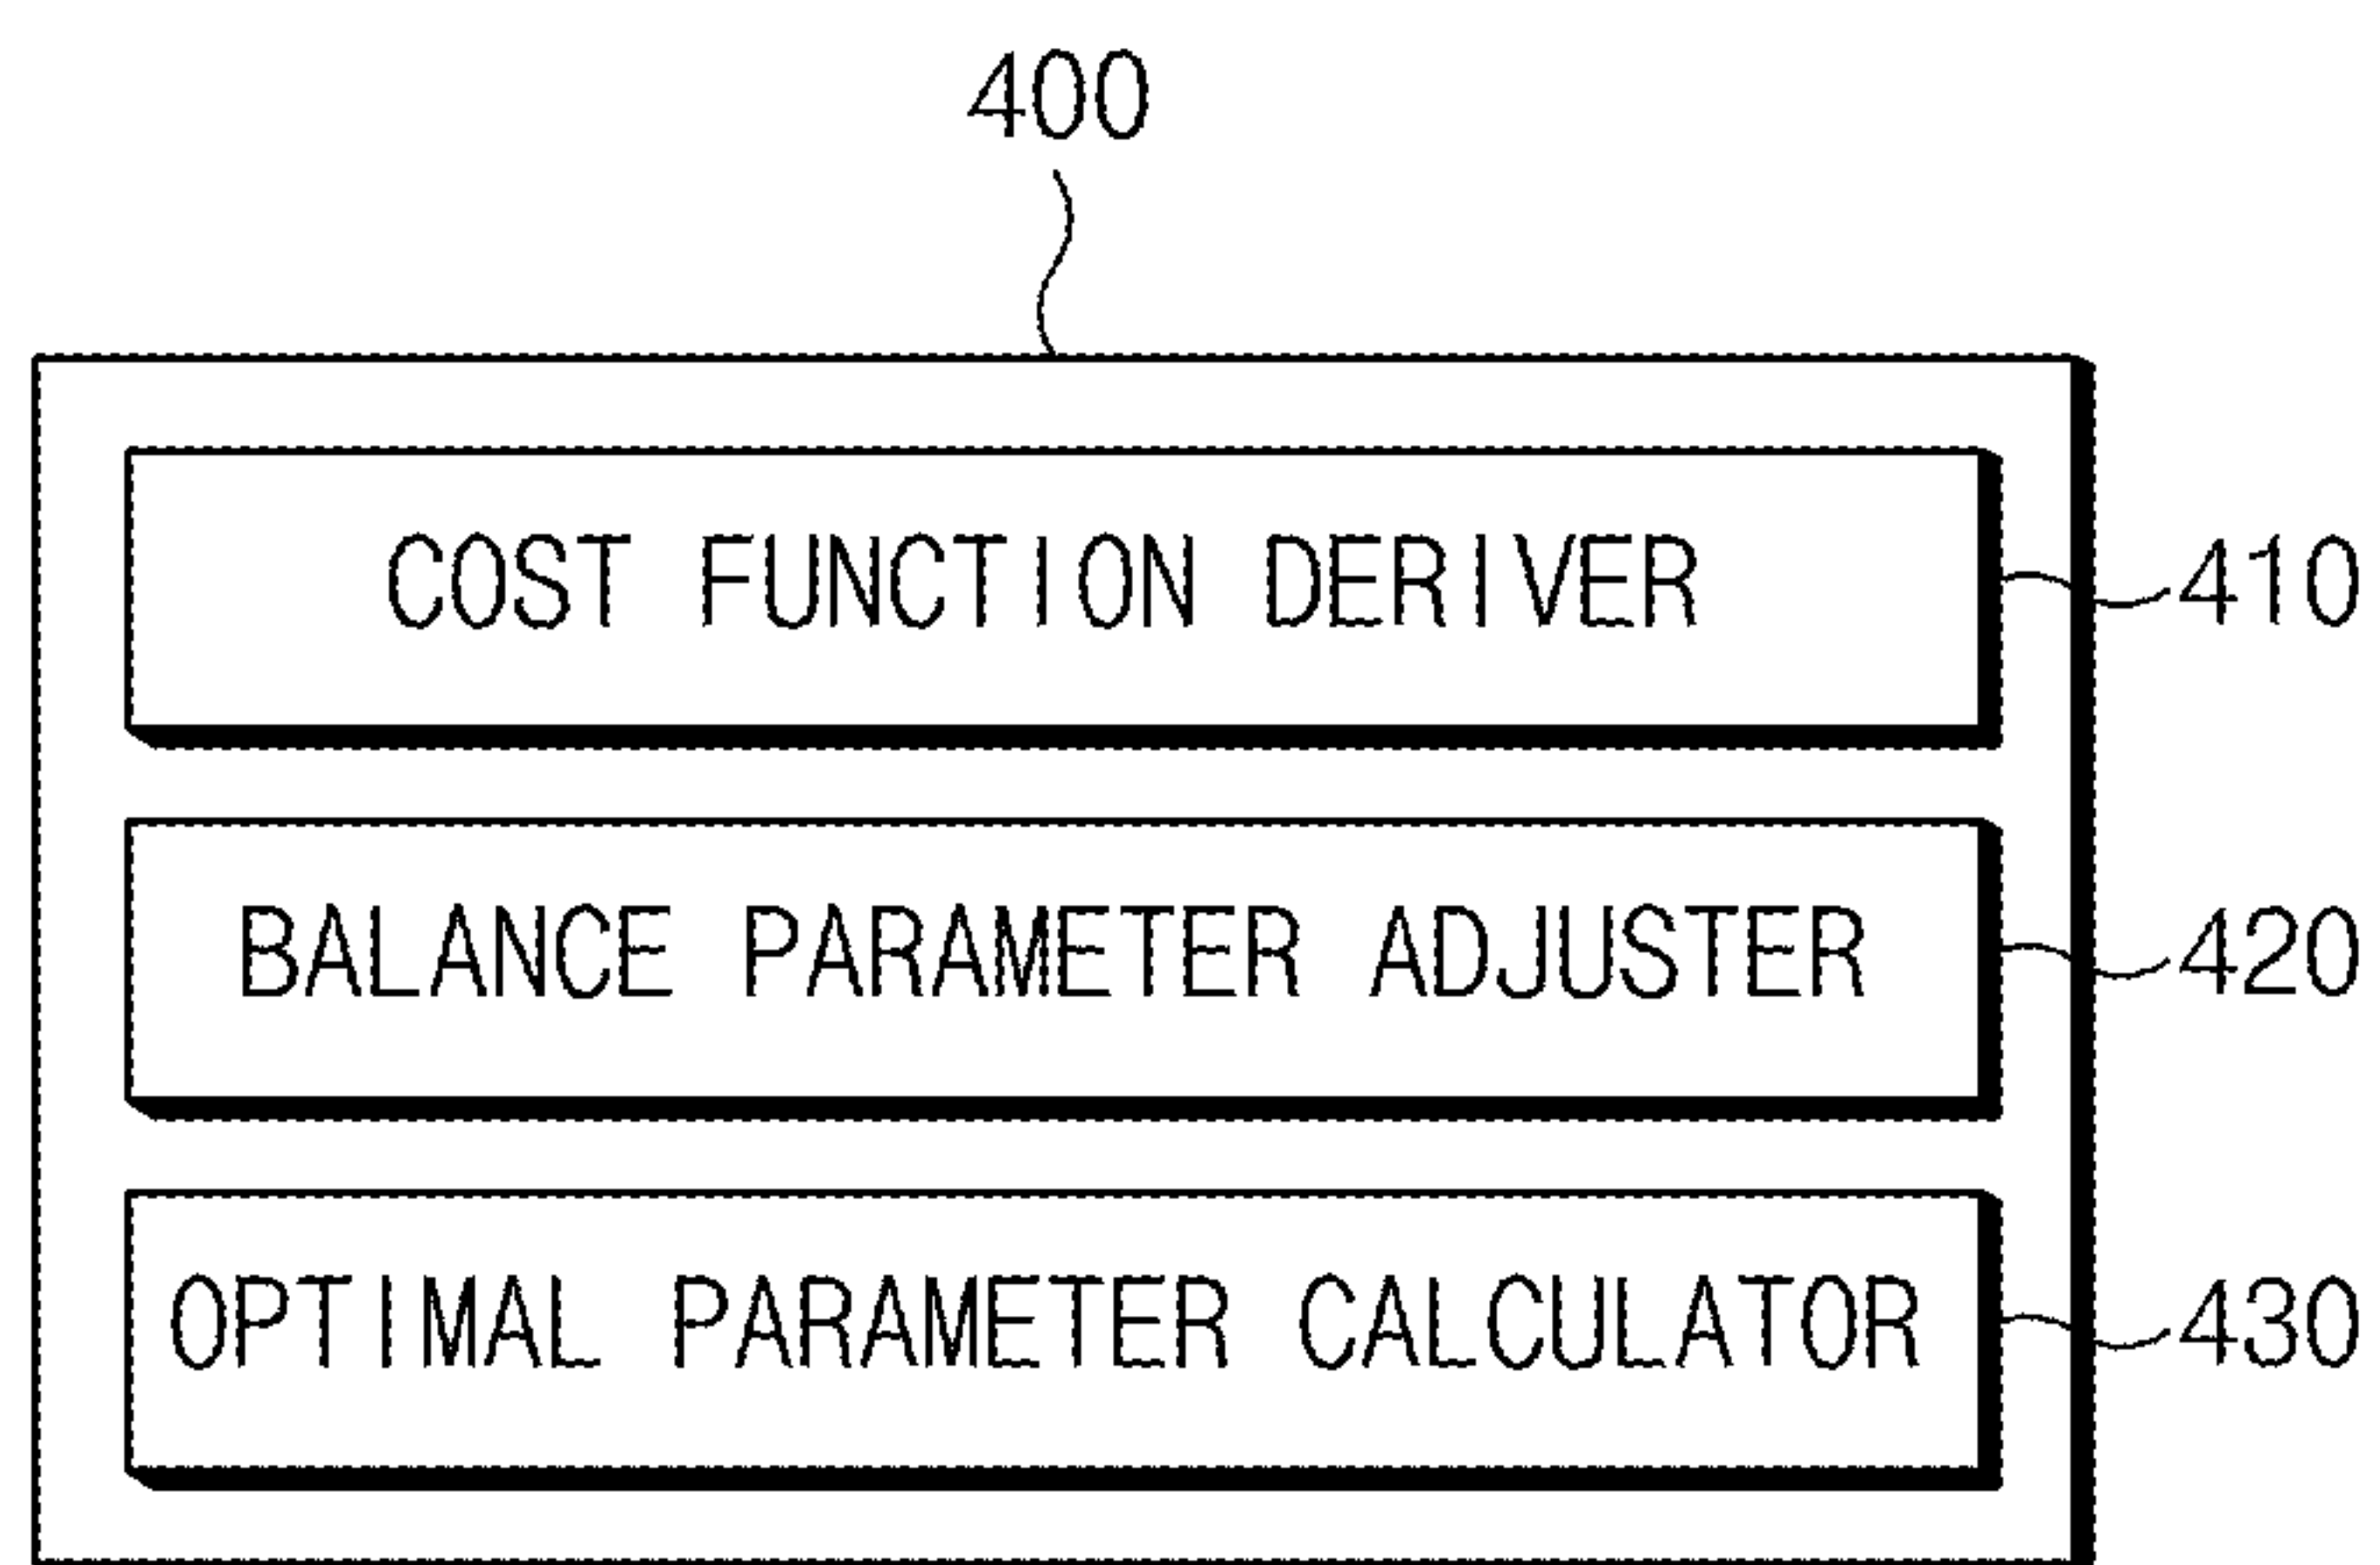 400
COST FUNCTION DERIVER 410
BALANCE PARAMETER ADJUSTER 420
OPTIMAL PARAMETER CALCULATOR 430